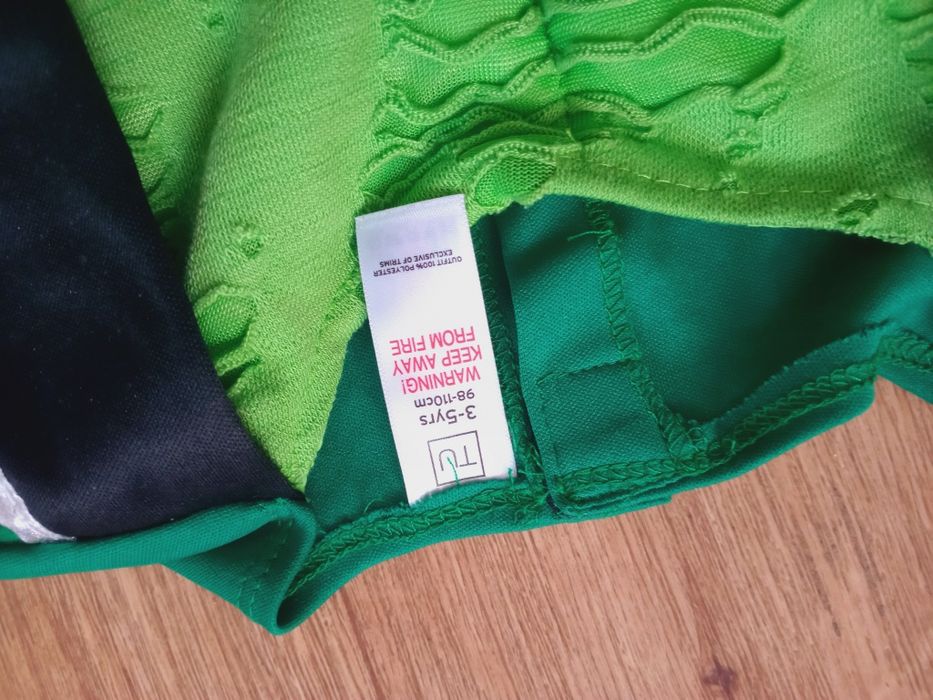 TU
3-5yrs
98-110cm
WARNING!
KEEP AWAY
FROM FIRE
OUTFIT 100% POLYESTER
EXCLUSIVE OF TRIMS